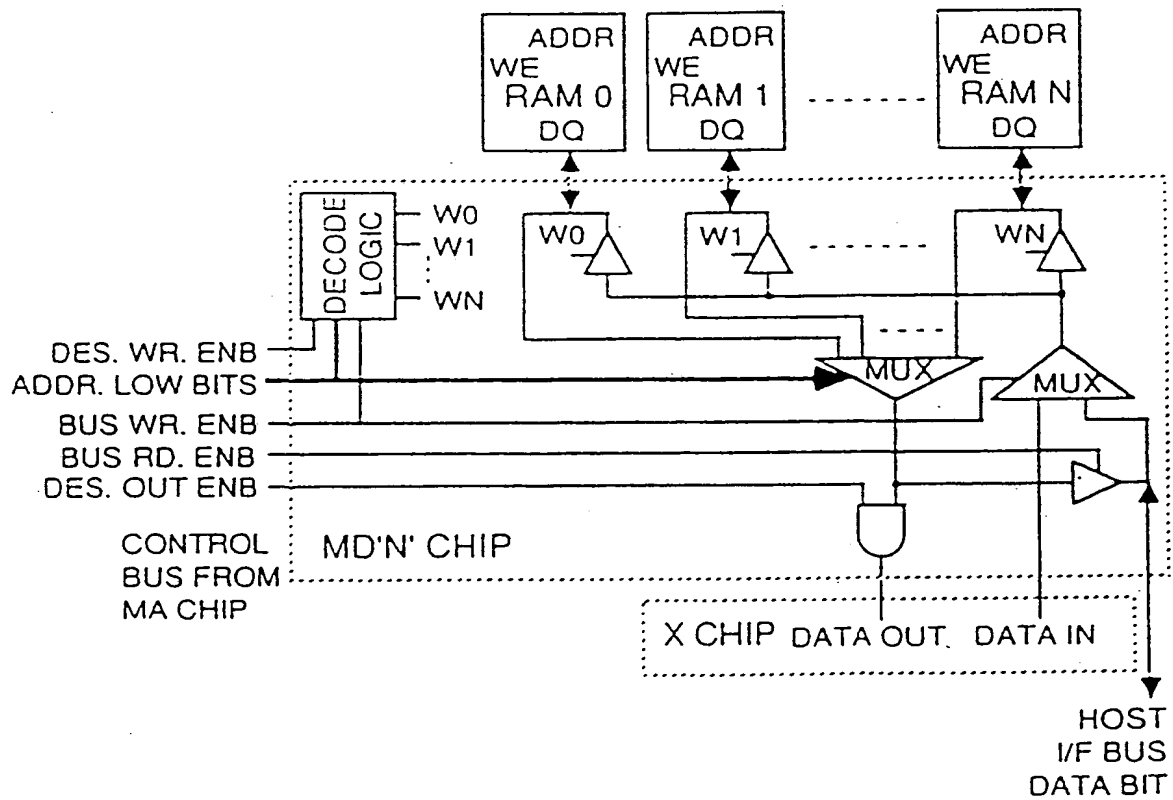 ADDR
WE
RAM 0
DQ
ADDR
WE
RAM 1
DQ
ADDR
WE
RAM N
DQ
DECODE
LOGIC
W0
W1
WN
W0
W1
WN
MUX
MUX
DES. WR. ENB
ADDR. LOW BITS
BUS WR. ENB
BUS RD. ENB
DES. OUT ENB
CONTROL
BUS FROM
MA CHIP
MD'N' CHIP
X CHIP DATA OUT. DATA IN
HOST
I/F BUS
DATA BIT